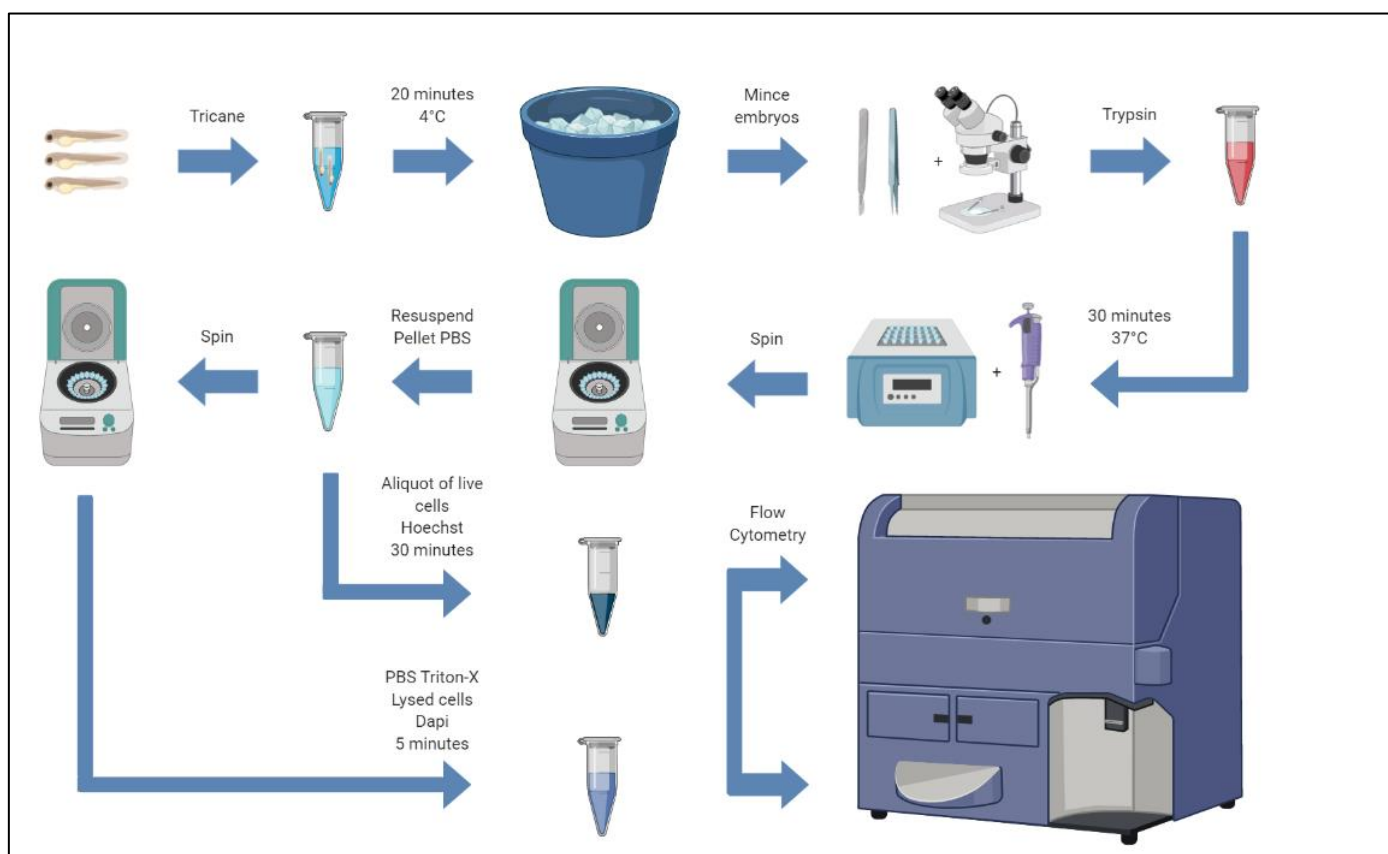 Tricane
20 minutes
4°C
Mince
embryos
+
Trypsin
30 minutes
37°C
+
Spin
Resuspend
Pellet PBS
Spin
Aliquot of live
cells
Hoechst
30 minutes
PBS Triton-X
Lysed cells
Dapi
5 minutes
Flow
Cytometry